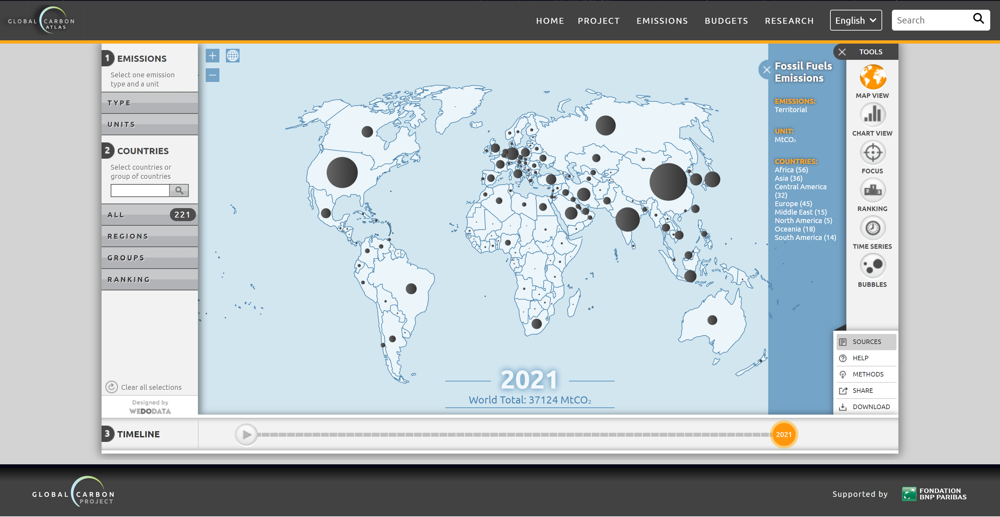 GLOBAL CARBON
ATLAS
HOME PROJECT EMISSIONS BUDGETS RESEARCH English Search
1 EMISSIONS
Select one emission
type and a unit
TYPE
UNITS
2 COUNTRIES
Select countries or
group of countries
ALL 221
REGIONS
GROUPS
RANKING
Clear all selections
Designed by
WEDODATA
2021
World Total: 37124 MtCO₂
Fossil Fuels
Emissions
EMISSIONS:
Territorial
UNIT:
MtCO₂
COUNTRIES:
Africa (56)
Asia (36)
Central America
(32)
Europe (45)
Middle East (15)
North America (5)
Oceania (18)
South America (14)
TOOLS
MAP VIEW
CHART VIEW
FOCUS
2 1 3
RANKING
TIME SERIES
BUBBLES
SOURCES
HELP
METHODS
SHARE
DOWNLOAD
3 TIMELINE
2021
GLOBAL CARBON
PROJECT
Supported by
FONDATION
BNP PARIBAS